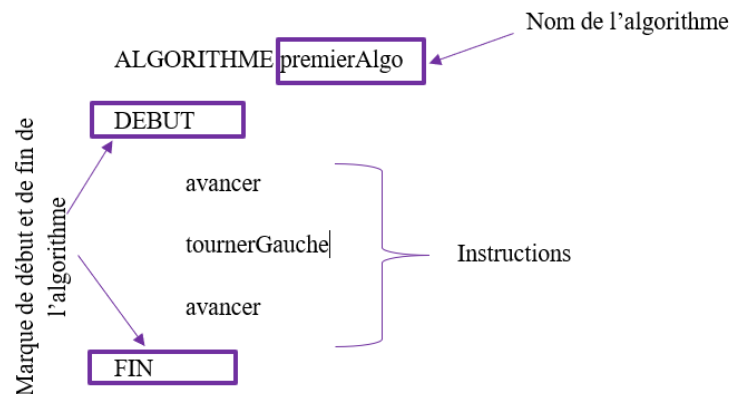 Nom de l’algorithme
ALGORITHME premierAlgo
DEBUT
Marque de début et de fin de
l’algorithme
avancer
tournerGauche
Instructions
avancer
FIN